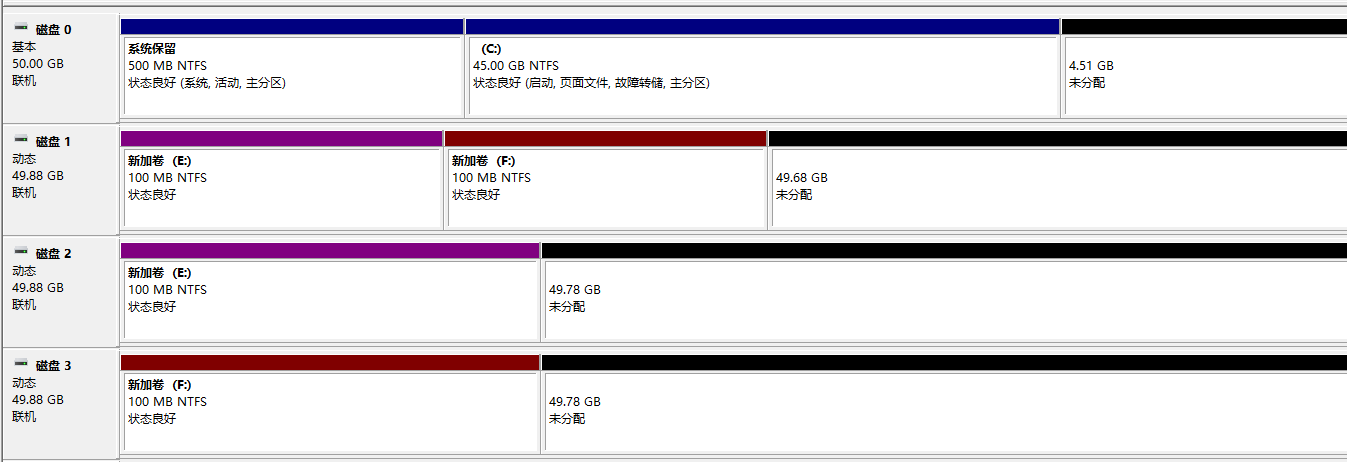 磁盘 0
基本
50.00 GB
联机
系统保留
500 MB NTFS
状态良好 (系统, 活动, 主分区)
(C:)
45.00 GB NTFS
状态良好 (启动, 页面文件, 故障转储, 主分区)
4.51 GB
未分配
磁盘 1
动态
49.88 GB
联机
新加卷 (E:)
100 MB NTFS
状态良好
新加卷 (F:)
100 MB NTFS
状态良好
49.68 GB
未分配
磁盘 2
动态
49.88 GB
联机
新加卷 (E:)
100 MB NTFS
状态良好
49.78 GB
未分配
磁盘 3
动态
49.88 GB
联机
新加卷 (F:)
100 MB NTFS
状态良好
49.78 GB
未分配